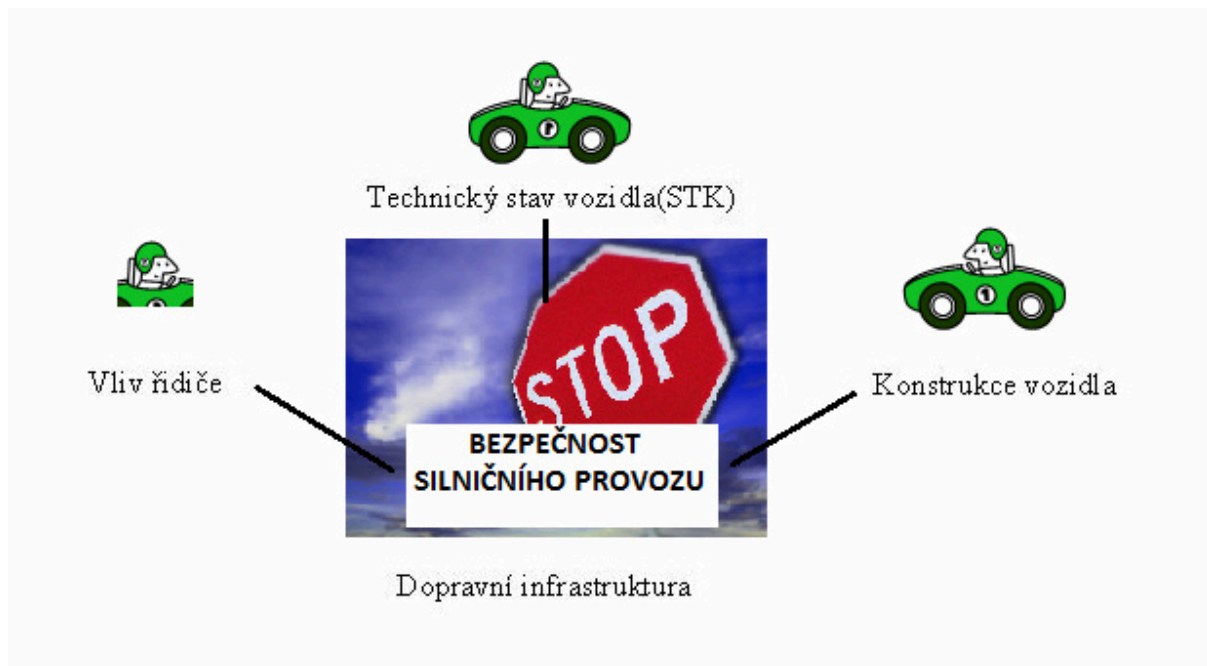 Technický stav vozidla(STK)
STOP
Vliv řidiče
Konstrukce vozidla
BEZPEČNOST
SILNIČNÍHO PROVOZU
Dopravní infrastruktura